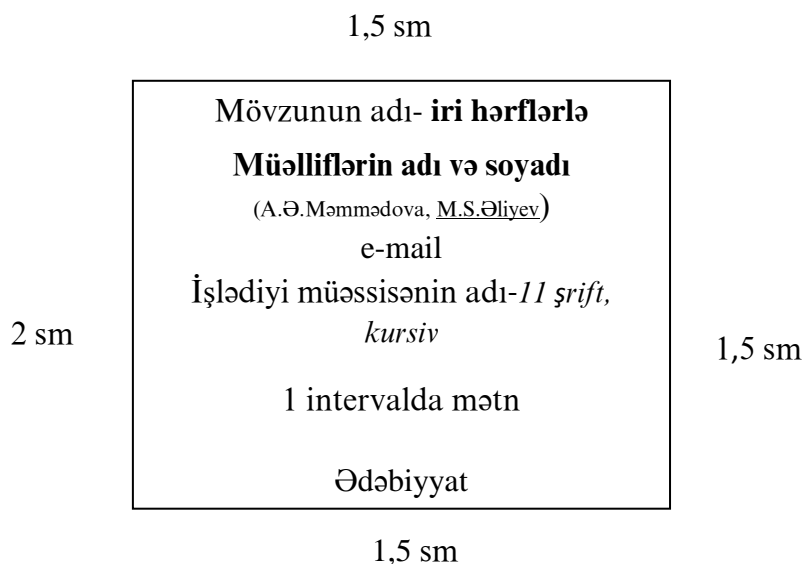 1,5 sm
Mövzunun adı- iri hərflərlə
Müəlliflərin adı və soyadı
(A.Ə.Məmmədova, M.S.Əliyev)
e-mail
İşlədiyi müəssisənin adı-11 şrift,
kursiv
2 sm
1,5 sm
1 intervalda mətn
Ədəbiyyat
1,5 sm